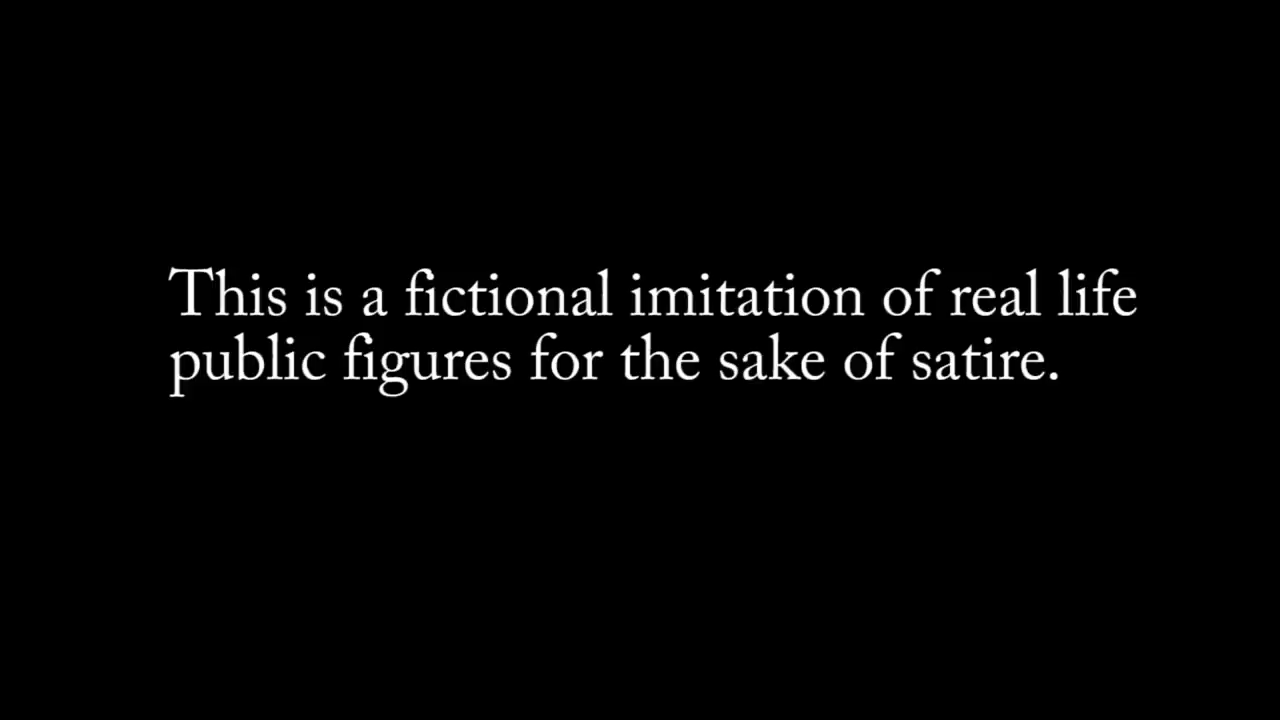 This is a fictional imitation of real life
public figures for the sake of satire.